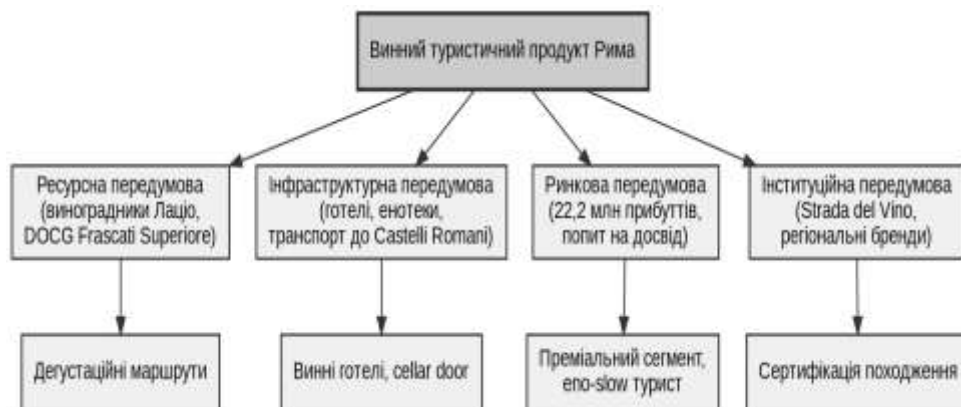 Винний туристичний продукт Рима
Ресурсна передумова
(виноградники Лаціо,
DOCG Frascati Superiore)
Інфраструктурна передумова
(готелі, енотеки,
транспорт до Castelli Romani)
Ринкова передумова
(22,2 млн прибуттів,
попит на досвід)
Інституційна передумова
(Strada del Vino,
регіональні бренди)
Дегустаційні маршрути
Винні готелі, cellar door
Преміальний сегмент,
eno-slow турист
Сертифікація походження